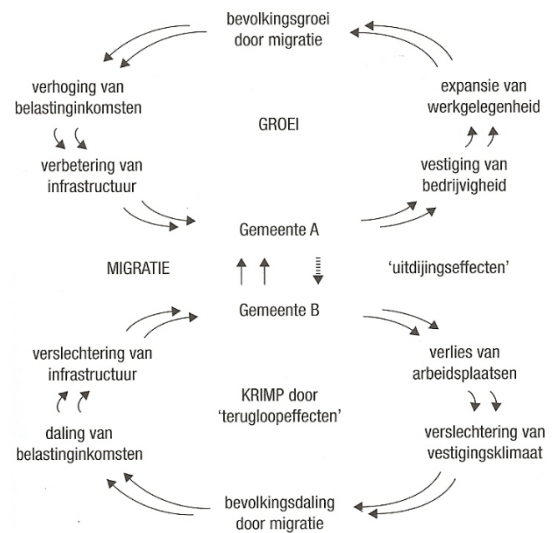 bevolkingsgroei
door migratie
verhoging van
belastinginkomsten
expansie van
werkgelegenheid
GROEI
verbetering van
infrastructuur
vestiging van
bedrijvigheid
Gemeente A
MIGRATIE
'uitdijingseffecten'
Gemeente B
verslechtering van
infrastructuur
verlies van
arbeidsplaatsen
KRIMP door
'terugloopeffecten'
daling van
belastinginkomsten
verslechtering van
vestigingsklimaat
bevolkingsdaling
door migratie